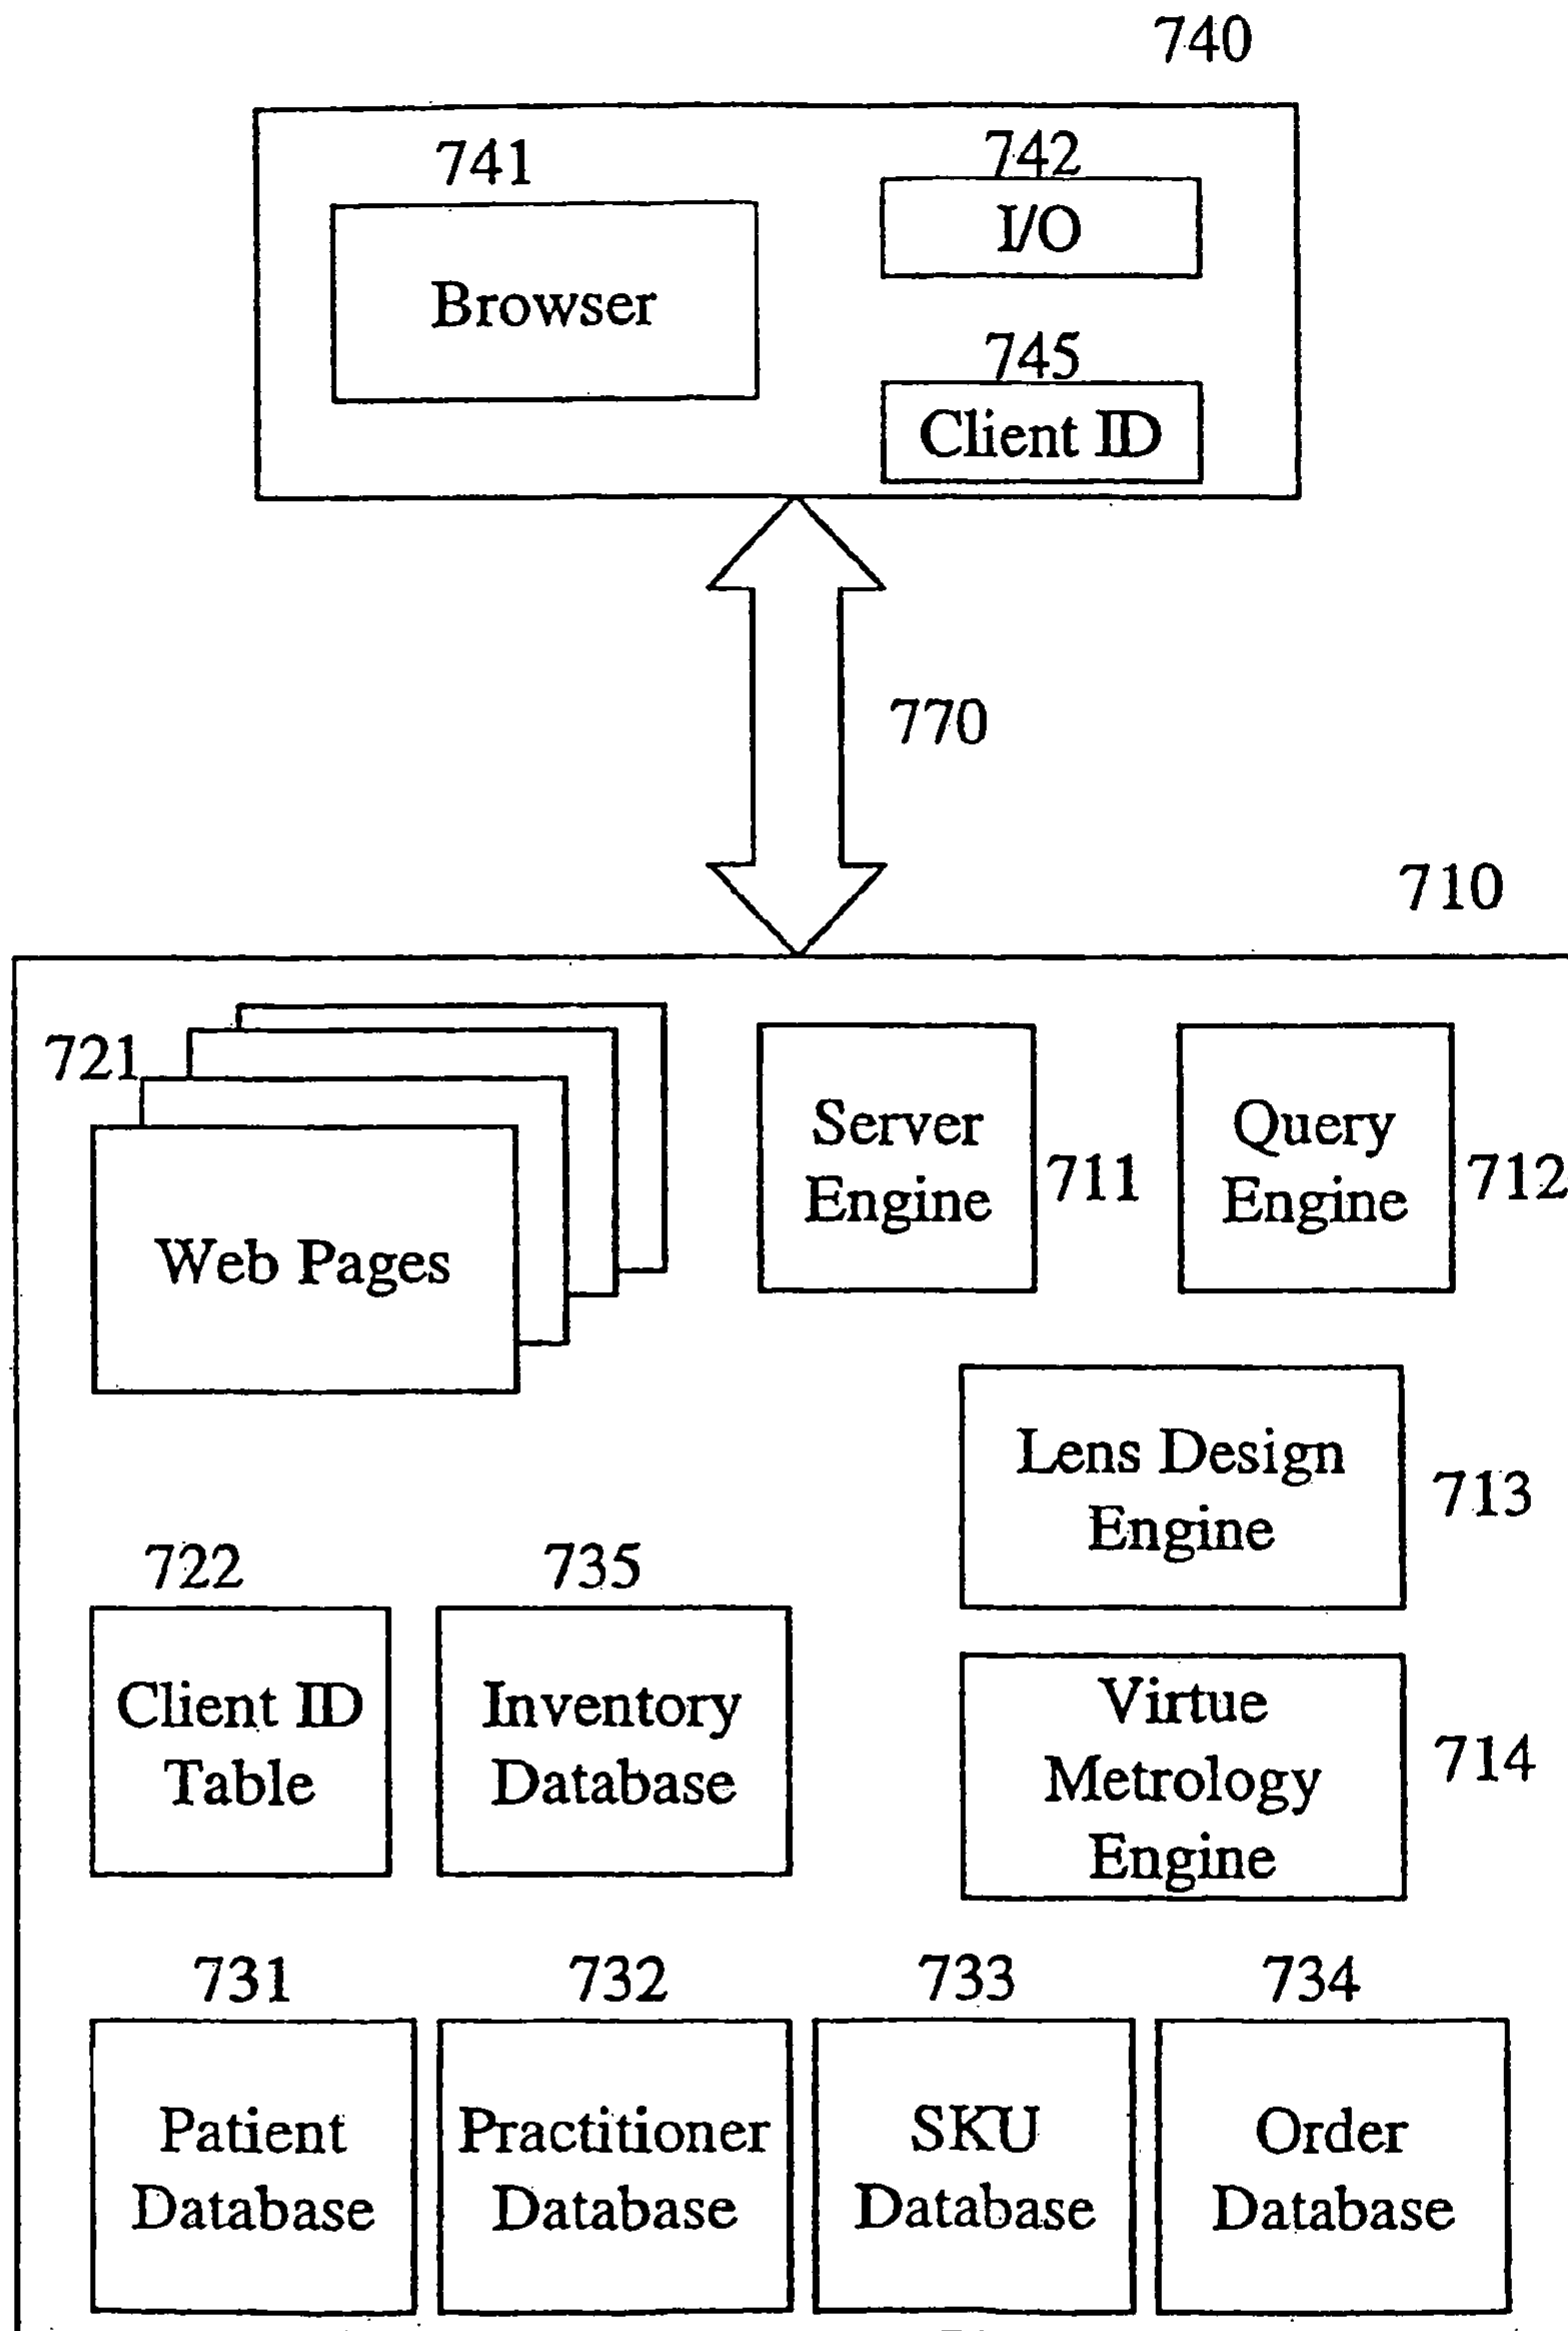 740
741
742
Browser
I/O
745
Client ID
770
710
721
Web Pages
Server
Engine
711
Query
Engine
712
Lens Design
Engine
713
722
735
Client ID
Table
Inventory
Database
Virtue
Metrology
Engine
714
731
732
733
734
Patient
Database
Practitioner
Database
SKU
Database
Order
Database